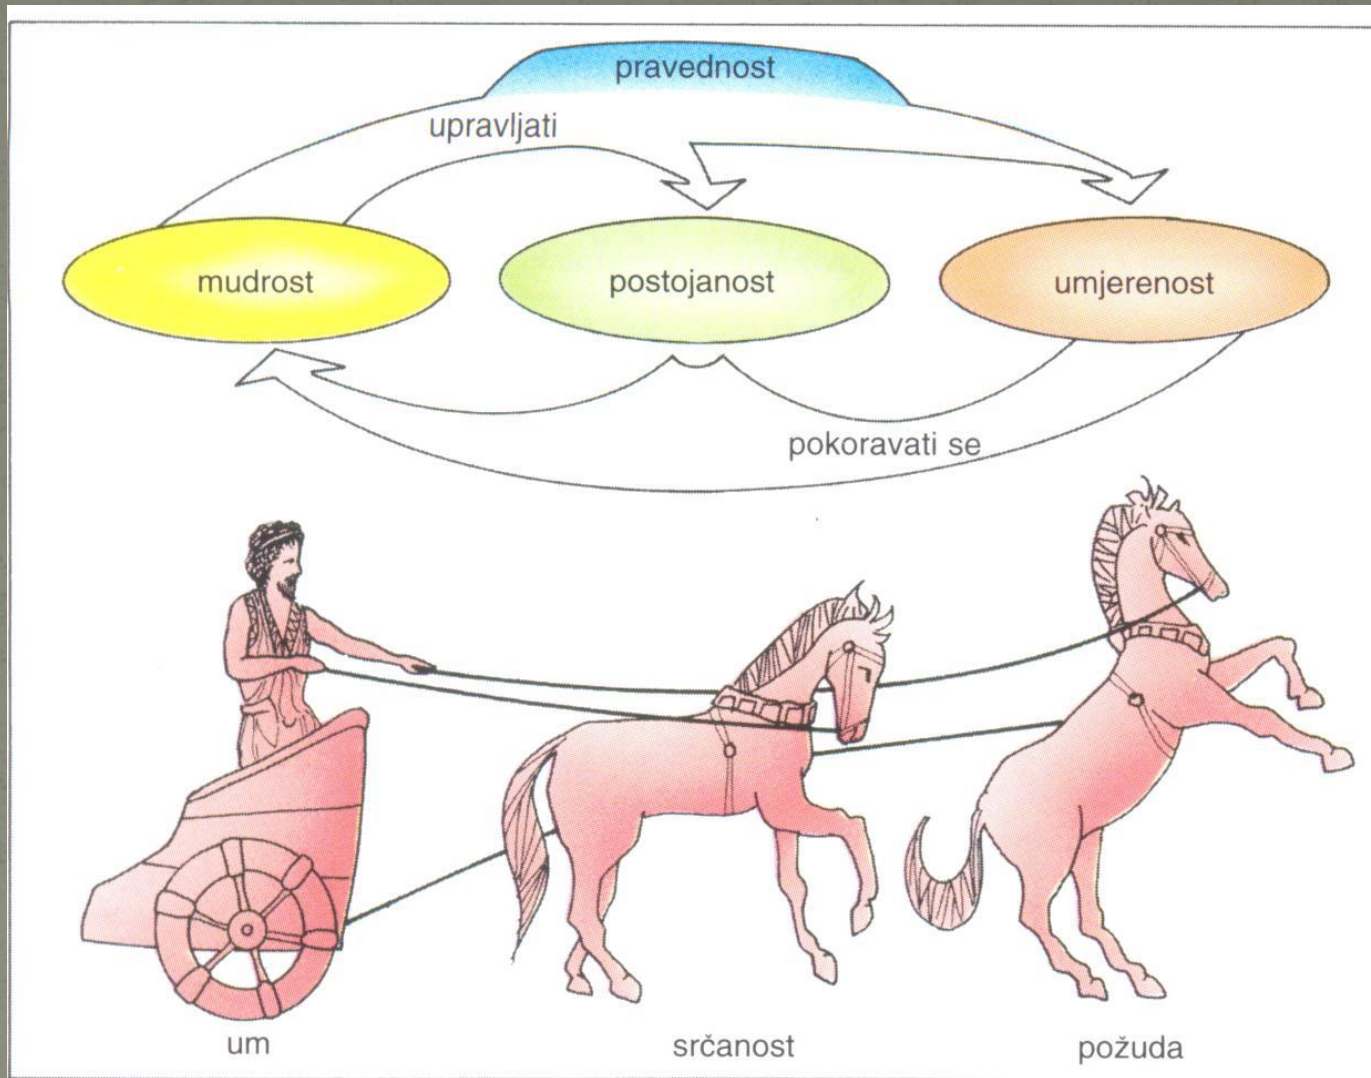 pravednost
upravljati
mudrost
postojanost
umjerenost
pokoravati se
um
srčanost
požuda